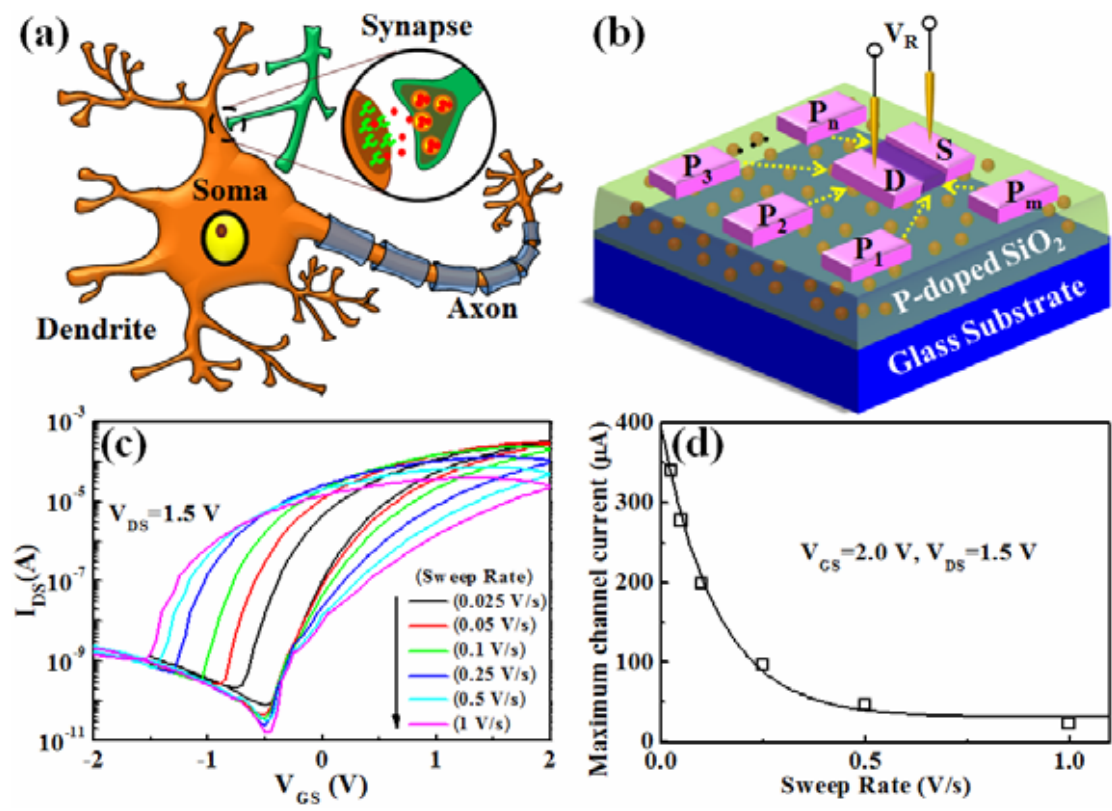 (a)
Synapse
Soma
Dendrite
Axon
(b)
V_R
P_n
S
P_3
D
P_m
P_2
P_1
P-doped SiO_2
Glass Substrate
(c)
10^-3
10^-5
10^-7
10^-9
10^-11
I_DS(A)
V_DS=1.5 V
(Sweep Rate)
(0.025 V/s)
(0.05 V/s)
(0.1 V/s)
(0.25 V/s)
(0.5 V/s)
(1 V/s)
-2 -1 0 1 2
V_GS (V)
(d)
400
300
200
100
0
Maximum channel current (μA)
V_GS=2.0 V, V_DS=1.5 V
0.0 0.5 1.0
Sweep Rate (V/s)